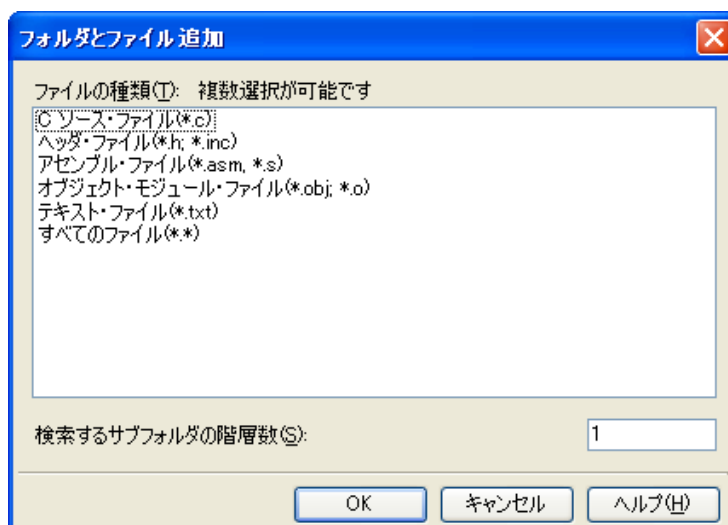 フォルダとファイル追加
ファイルの種類(T): 複数選択が可能です
C ソース・ファイル(*.c)
ヘッダ・ファイル(*.h; *.inc)
アセンブル・ファイル(*.asm, *.s)
オブジェクト・モジュール・ファイル(*.obj; *.o)
テキスト・ファイル(*.txt)
すべてのファイル(*.*)
検索するサブフォルダの階層数(S): 1
OK キャンセル ヘルプ(H)